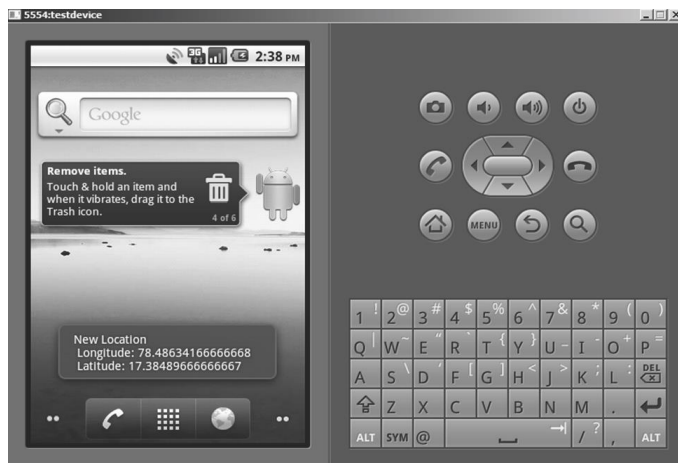 5554:testdevice
3G
2:38 PM
Google
Remove items.
Touch & hold an item and
when it vibrates, drag it to the
Trash icon.
4 of 6
New Location
Longitude: 78.48634166666668
Latitude: 17.38489666666667
MENU
1 ! 2 @ 3 # 4 $ 5 % 6 ^ 7 & 8 * 9 ( 0 )
Q | W ~ E " R ` T { Y } U _ I - O + P =
A S \ D ' F [ G ] H < J > K ; L : DEL
Z X C V B N M .
ALT SYM @ / ? , ALT